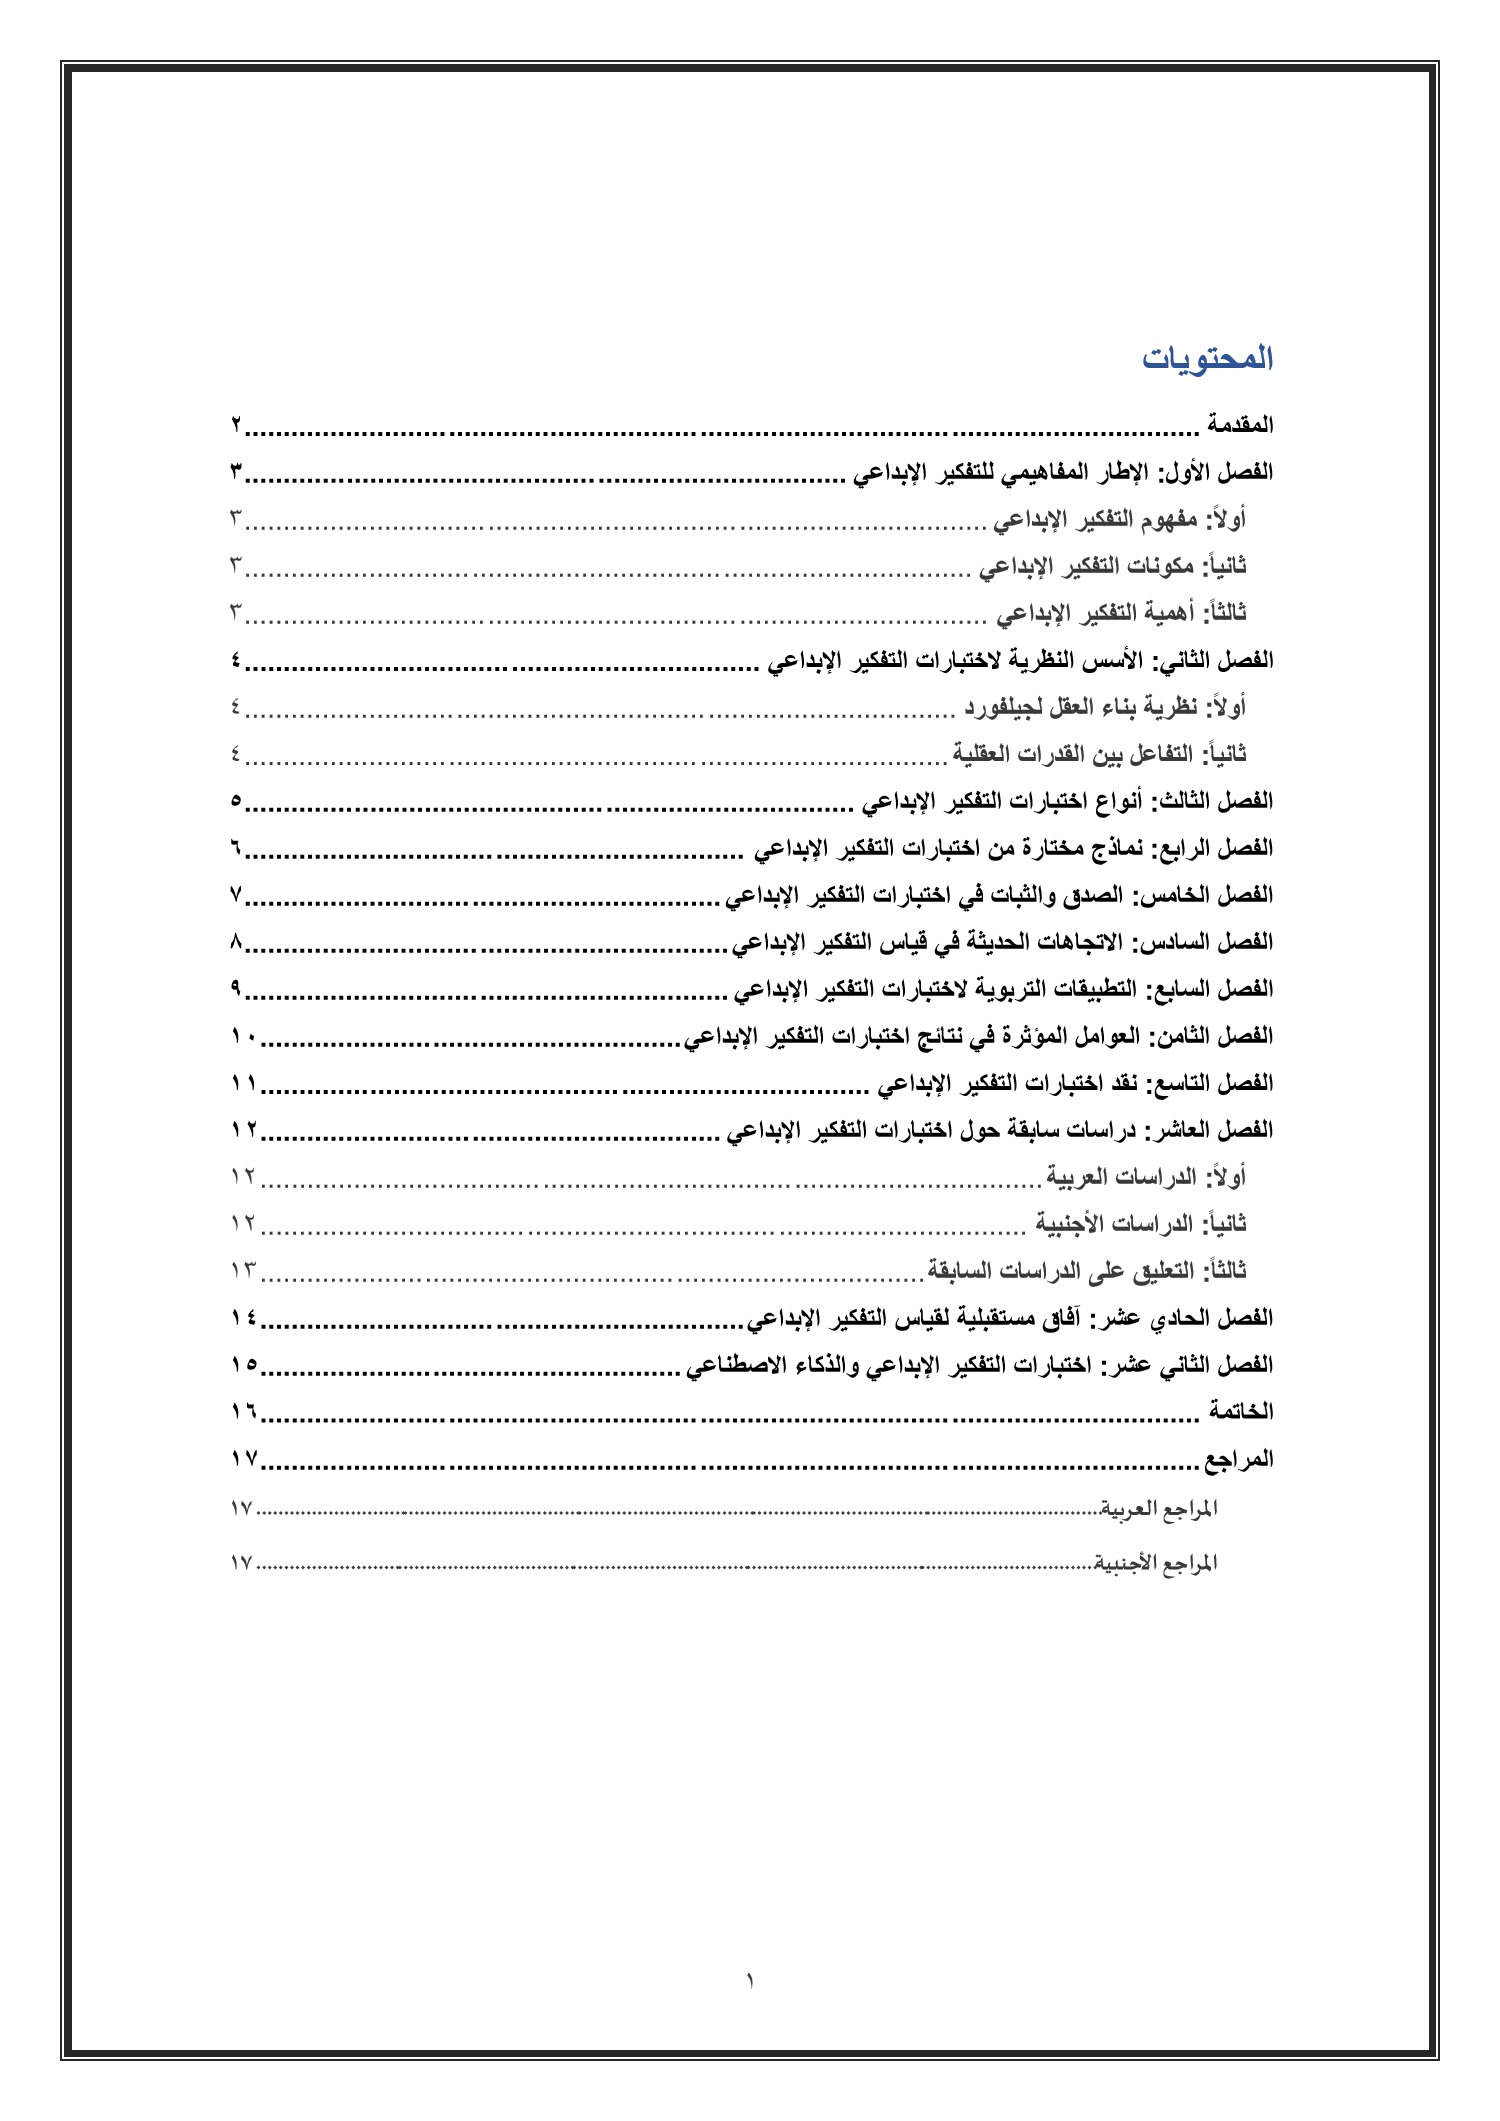 المحتويات
المقدمة ........ ٢
الفصل الأول: الإطار المفاهيمي للتفكير الإبداعي ........ ٣
أولاً: مفهوم التفكير الإبداعي ........ ٣
ثانياً: مكونات التفكير الإبداعي ........ ٣
ثالثاً: أهمية التفكير الإبداعي ........ ٣
الفصل الثاني: الأسس النظرية لاختبارات التفكير الإبداعي ........ ٤
أولاً: نظرية بناء العقل لجيلفورد ........ ٤
ثانياً: التفاعل بين القدرات العقلية ........ ٤
الفصل الثالث: أنواع اختبارات التفكير الإبداعي ........ ٥
الفصل الرابع: نماذج مختارة من اختبارات التفكير الإبداعي ........ ٦
الفصل الخامس: الصدق والثبات في اختبارات التفكير الإبداعي ........ ٧
الفصل السادس: الاتجاهات الحديثة في قياس التفكير الإبداعي ........ ٨
الفصل السابع: التطبيقات التربوية لاختبارات التفكير الإبداعي ........ ٩
الفصل الثامن: العوامل المؤثرة في نتائج اختبارات التفكير الإبداعي ........ ١٠
الفصل التاسع: نقد اختبارات التفكير الإبداعي ........ ١١
الفصل العاشر: دراسات سابقة حول اختبارات التفكير الإبداعي ........ ١٢
أولاً: الدراسات العربية ........ ١٢
ثانياً: الدراسات الأجنبية ........ ١٢
ثالثاً: التعليق على الدراسات السابقة ........ ١٣
الفصل الحادي عشر: آفاق مستقبلية لقياس التفكير الإبداعي ........ ١٤
الفصل الثاني عشر: اختبارات التفكير الإبداعي والذكاء الاصطناعي ........ ١٥
الخاتمة ........ ١٦
المراجع ........ ١٧
المراجع العربية ........ ١٧
المراجع الأجنبية ........ ١٧
١